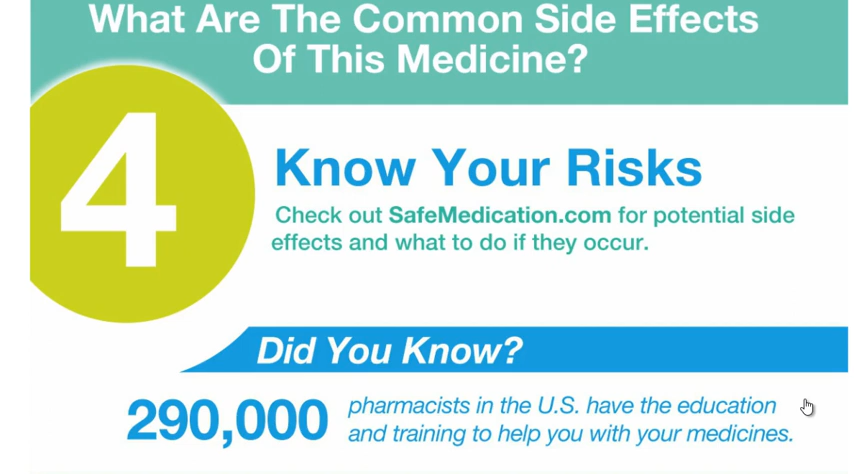 What Are The Common Side Effects
Of This Medicine?
4
Know Your Risks
Check out SafeMedication.com for potential side
effects and what to do if they occur.
Did You Know?
290,000
pharmacists in the U.S. have the education
and training to help you with your medicines.